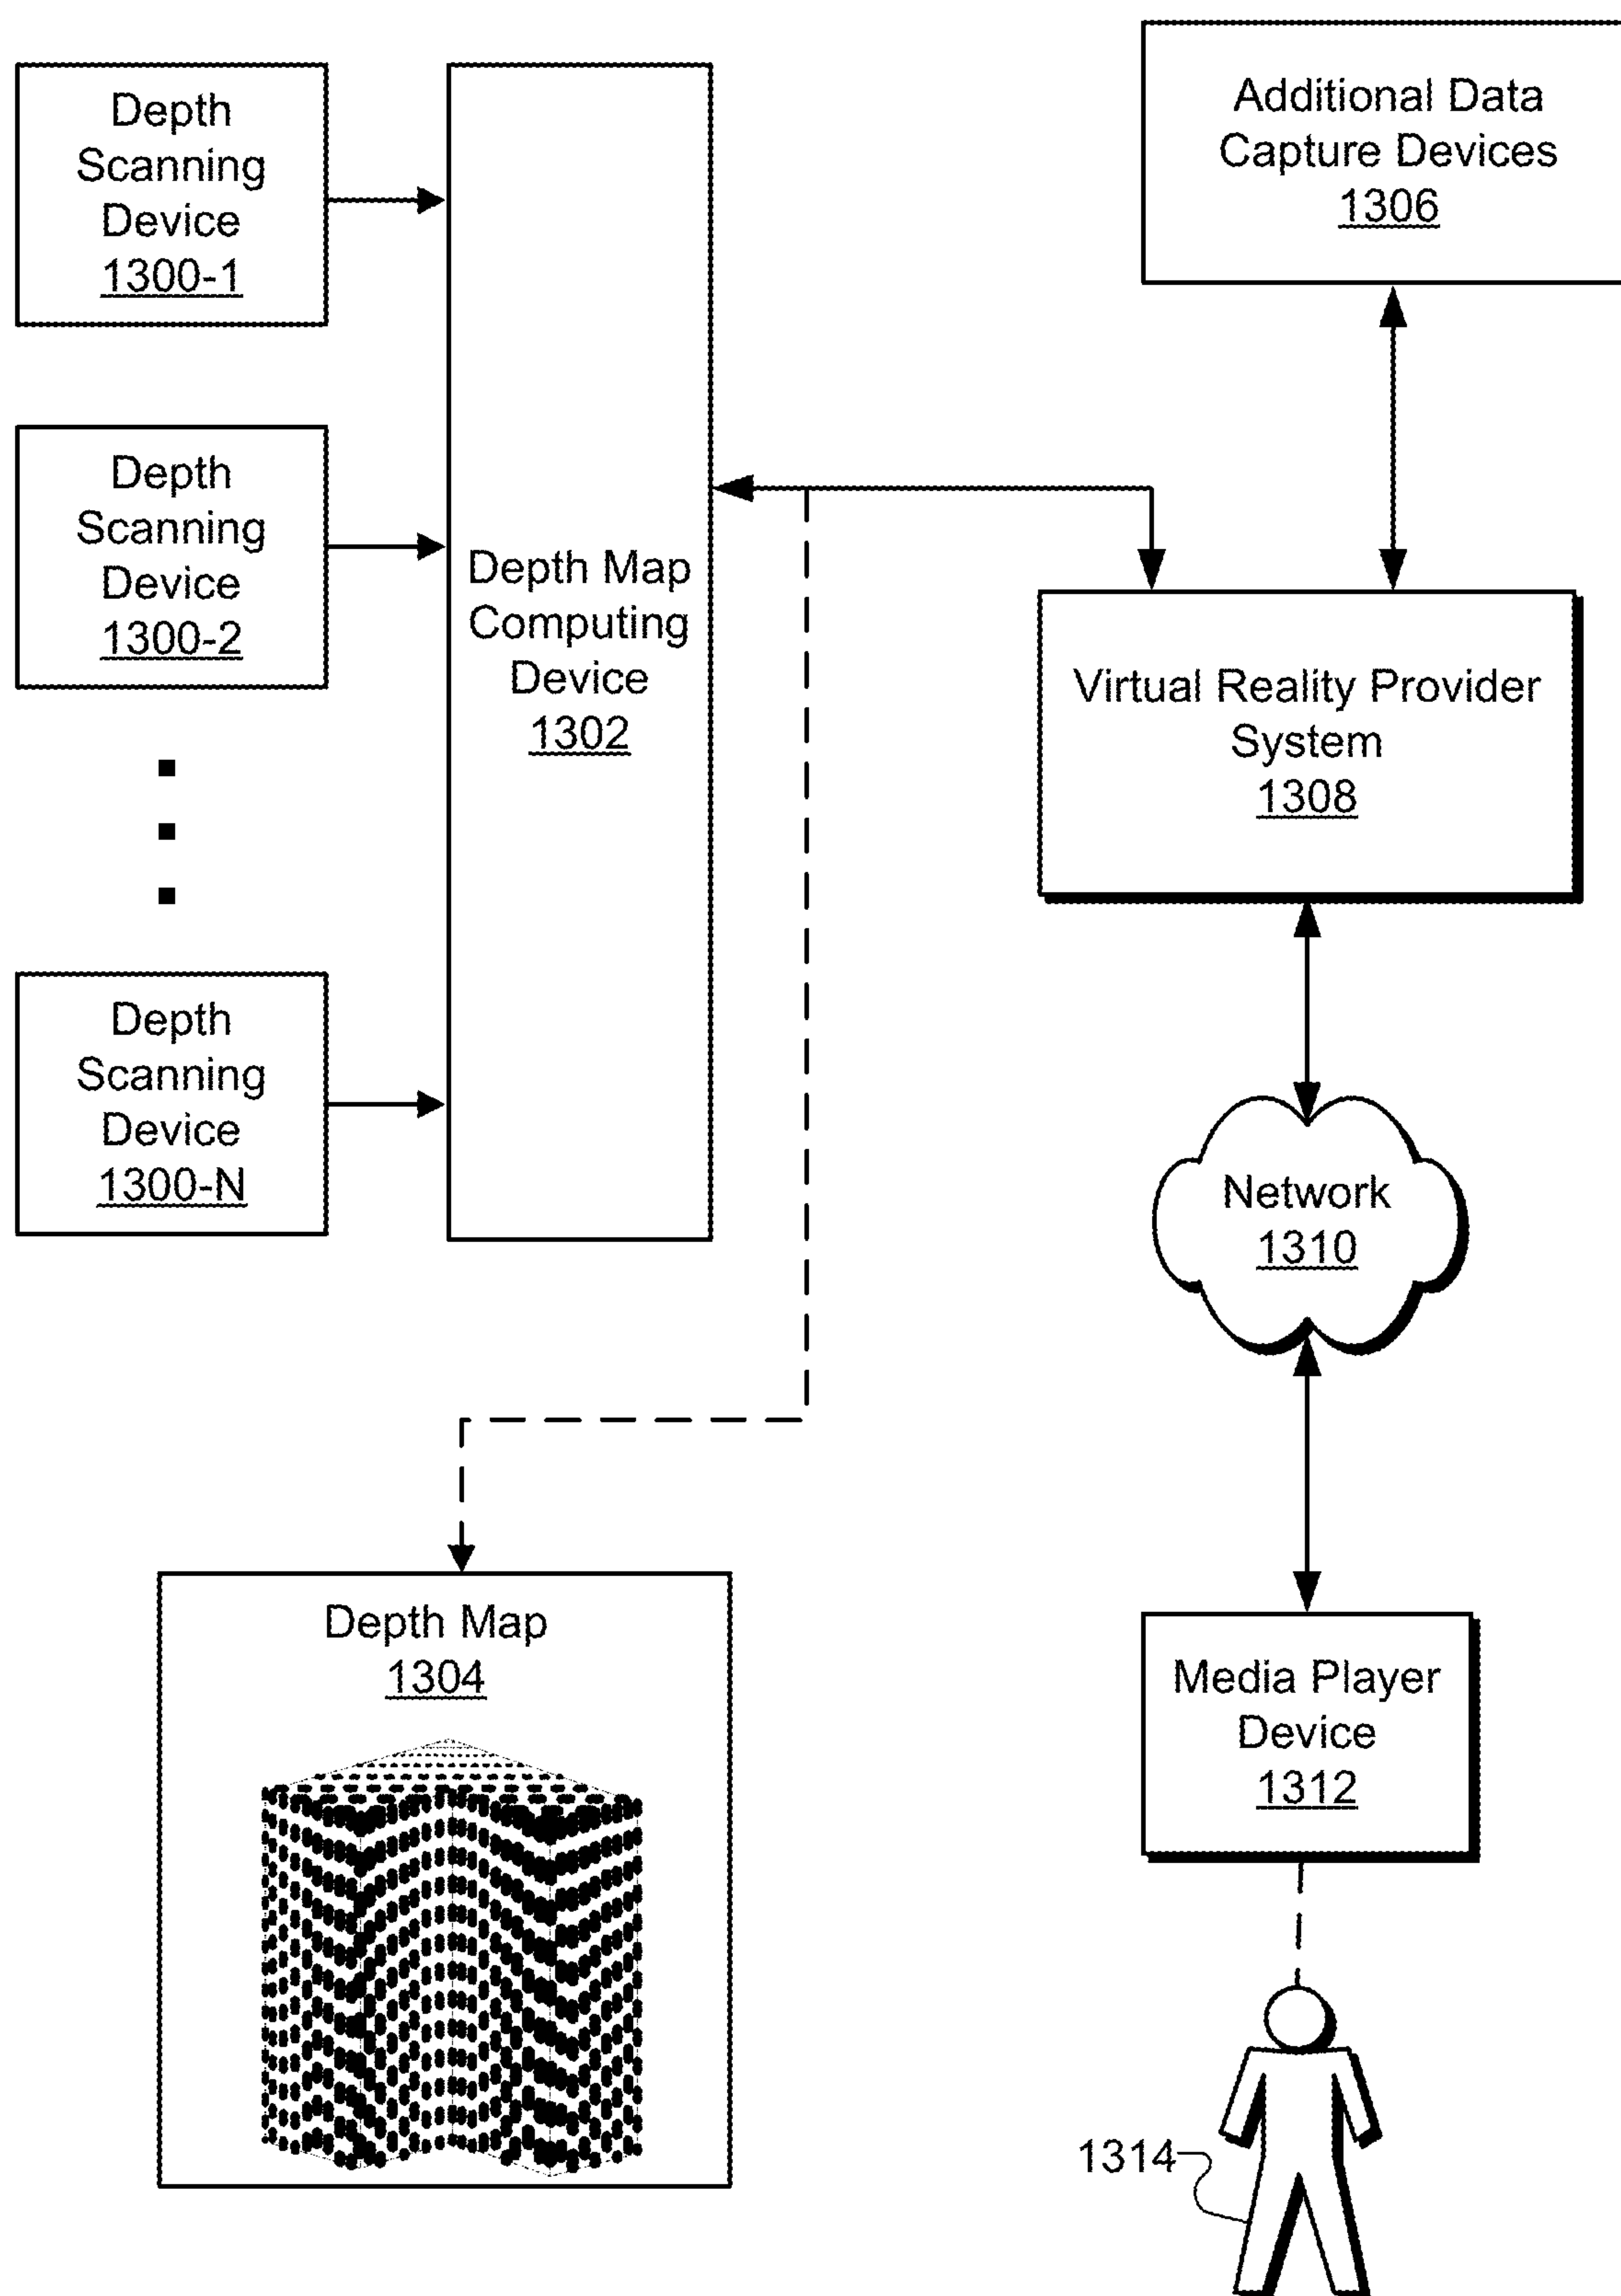 Depth
Scanning
Device
1300-1
Depth
Scanning
Device
1300-2
Depth
Scanning
Device
1300-N
Depth Map
Computing
Device
1302
Additional Data
Capture Devices
1306
Virtual Reality Provider
System
1308
Network
1310
Depth Map
1304
Media Player
Device
1312
1314